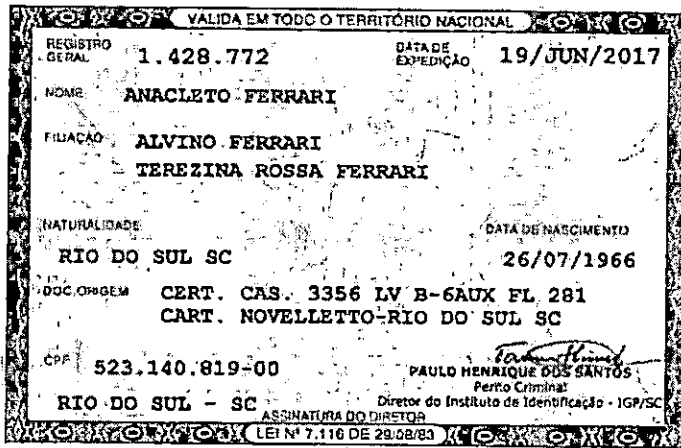 VÁLIDA EM TODO O TERRITÓRIO NACIONAL
REGISTRO GERAL 1.428.772 DATA DE EXPEDIÇÃO 19/JUN/2017
NOME ANACLETO FERRARI
FILIAÇÃO ALVINO FERRARI
TEREZINA ROSSA FERRARI
NATURALIDADE DATA DE NASCIMENTO
RIO DO SUL SC 26/07/1966
DOC.ORIGEM CERT. CAS. 3356 LV B-6AUX FL 281
CART. NOVELLETTO-RIO DO SUL SC
CPF 523.140.819-00
PAULO HENRIQUE DOS SANTOS
Perito Criminal
RIO DO SUL - SC Diretor do Instituto de Identificação - IGP/SC
ASSINATURA DO DIRETOR
LEI Nº 7.116 DE 29/08/83